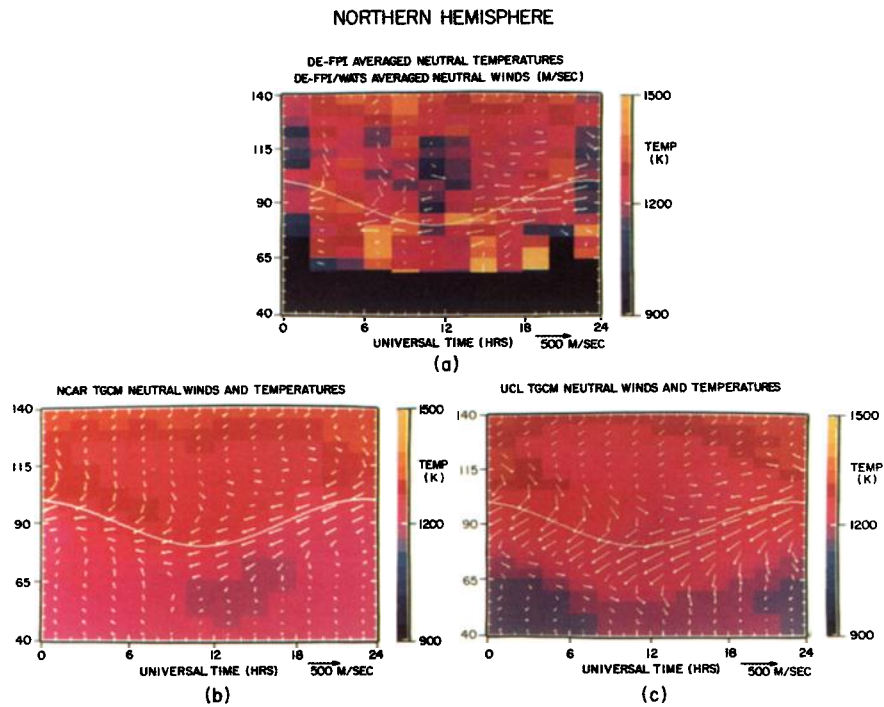 NORTHERN HEMISPHERE
DE-FPI AVERAGED NEUTRAL TEMPERATURES
DE-FPI/WATS AVERAGED NEUTRAL WINDS (M/SEC)
140
115
90
65
40
0 6 12 18 24
UNIVERSAL TIME (HRS) 500 M/SEC
1500
TEMP
(K)
1200
900
(a)
NCAR TGCM NEUTRAL WINDS AND TEMPERATURES
140
115
90
65
40
0 6 12 18 24
UNIVERSAL TIME (HRS) 500 M/SEC
1500
TEMP
(K)
1200
900
(b)
UCL TGCM NEUTRAL WINDS AND TEMPERATURES
140
115
90
65
40
0 6 12 18 24
UNIVERSAL TIME (HRS) 500 M/SEC
1500
TEMP
(K)
1200
900
(c)